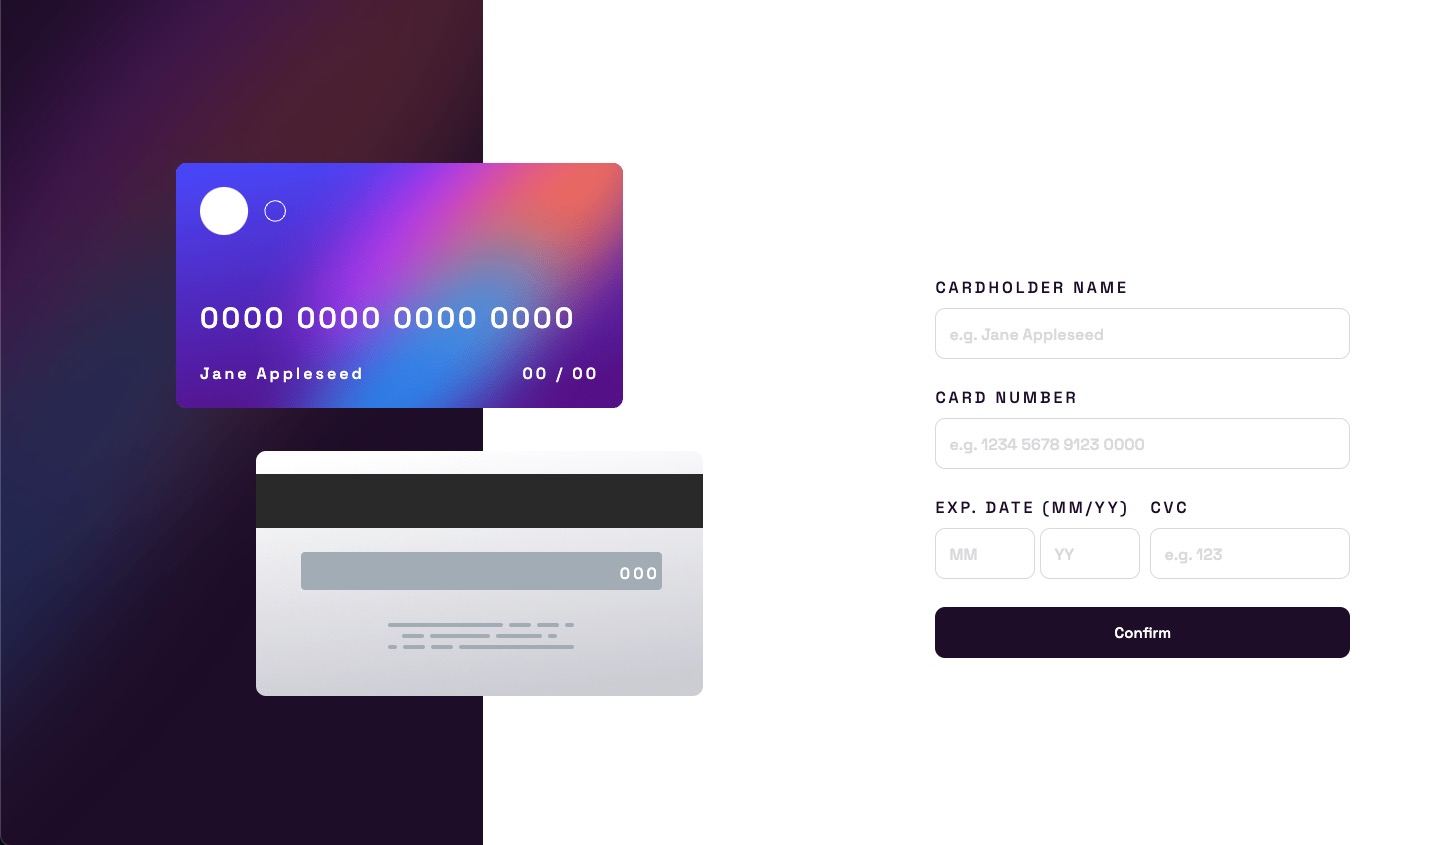 0000 0000 0000 0000
Jane Appleseed 00 / 00
000
CARDHOLDER NAME
e.g. Jane Appleseed
CARD NUMBER
e.g. 1234 5678 9123 0000
EXP. DATE (MM/YY) CVC
MM YY e.g. 123
Confirm